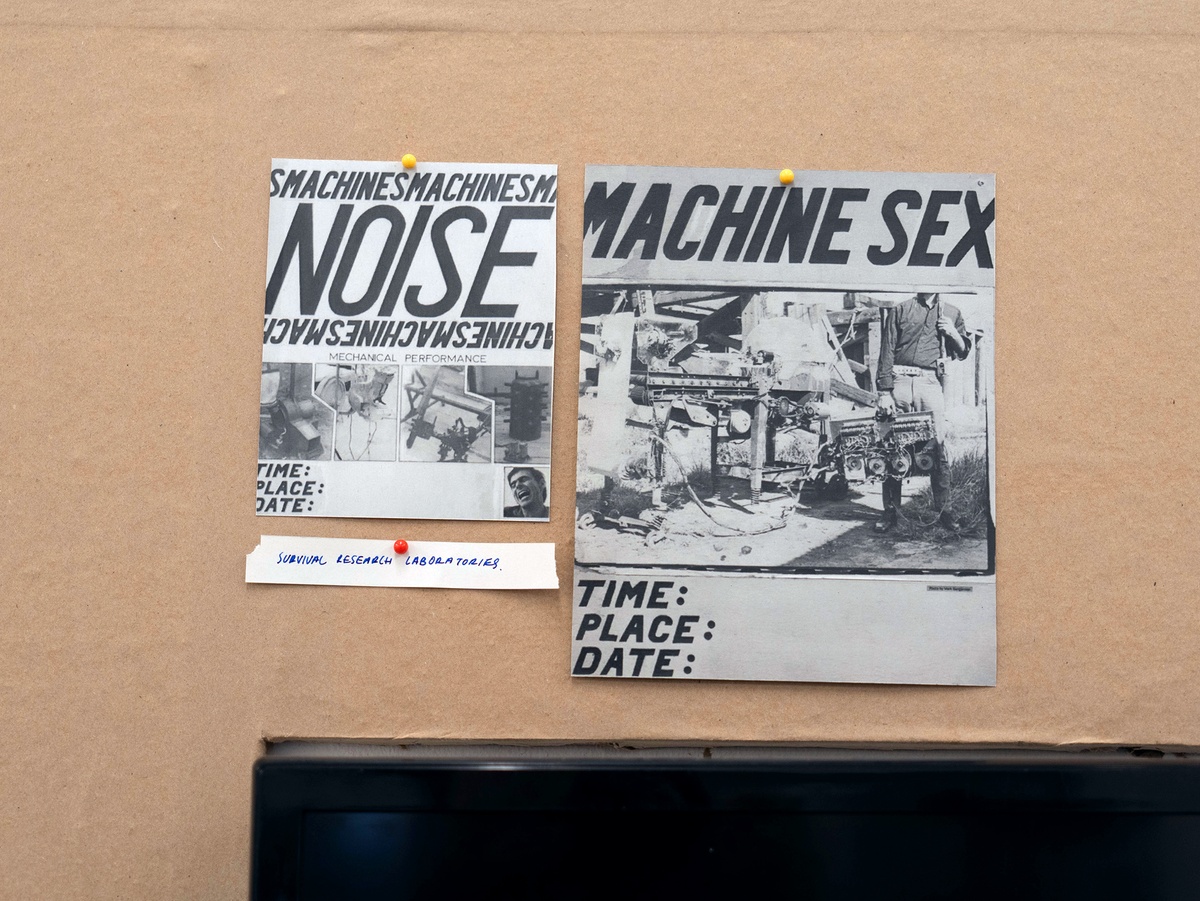 SMACHINESMACHINESMA
NOISE
ACHINESMACHINESMACH
MECHANICAL PERFORMANCE
TIME:
PLACE:
DATE:
SURVIVAL RESEARCH LABORATORIES.
MACHINE SEX
TIME:
PLACE:
DATE: